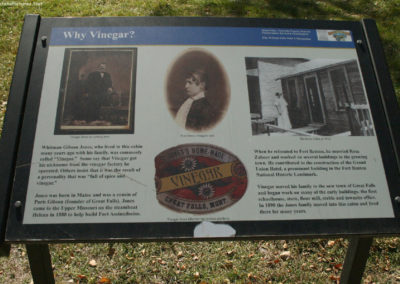 Why Vinegar?
Whitman Gibson Jones, who lived in this cabin
many years ago with his family, was commonly
called "Vinegar." Some say that Vinegar got
his nickname from the vinegar factory he
operated. Others insist that it was the result of
a personality that was "full of spice and
vinegar."
Jones was born in Maine and was a cousin of
Paris Gibson (founder of Great Falls). Jones
came to the Upper Missouri on the steamboat
Helena in 1880 to help build Fort Assinniboine.
JONES'S HOME MADE
VINEGAR
GREAT FALLS, MONT.
When he relocated to Fort Benton, he married Rosa
and worked on several buildings in the growing
town. He contributed to the construction of the Grand
Union Hotel, a prominent building in the Fort Benton
National Historic Landmark.
Vinegar moved his family to the new town of Great Falls
and began work on many of the early buildings, the first
schoolhouse, store, flour mill, stable and smelter office.
In 1890 the Jones family moved into this cabin and lived
there for many years.